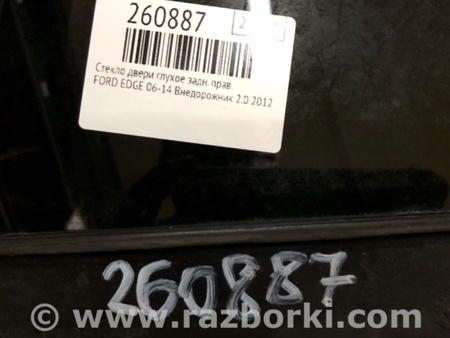 260887
Стекло двери глухое задн. прав.
FORD EDGE 06-14 Внедорожник 2.0 2012
260887
© www.razborki.com